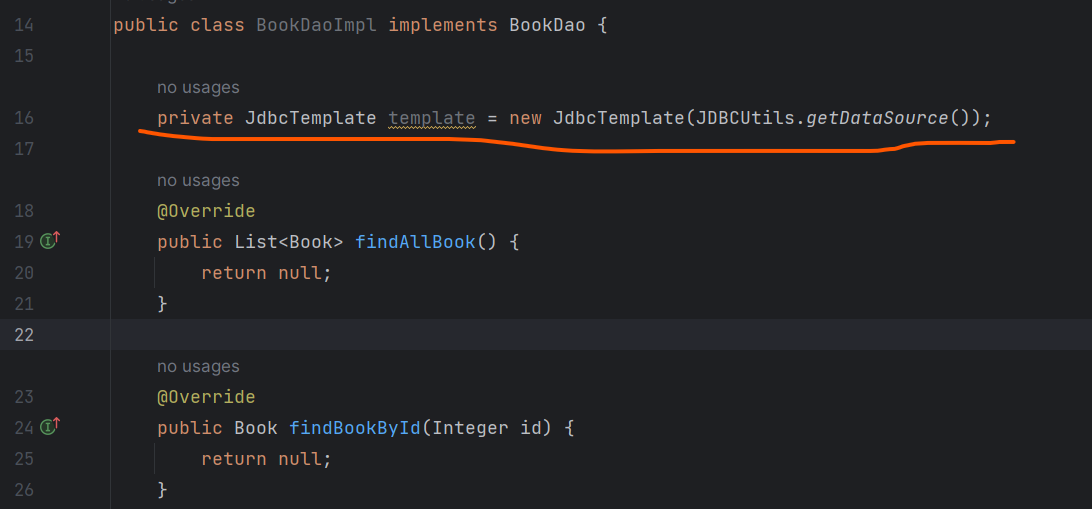 14 public class BookDaoImpl implements BookDao {
15
no usages
16 private JdbcTemplate template = new JdbcTemplate(JDBCUtils.getDataSource());
17
no usages
18 @Override
19 public List<Book> findAllBook() {
20 return null;
21 }
22
no usages
23 @Override
24 public Book findBookById(Integer id) {
25 return null;
26 }